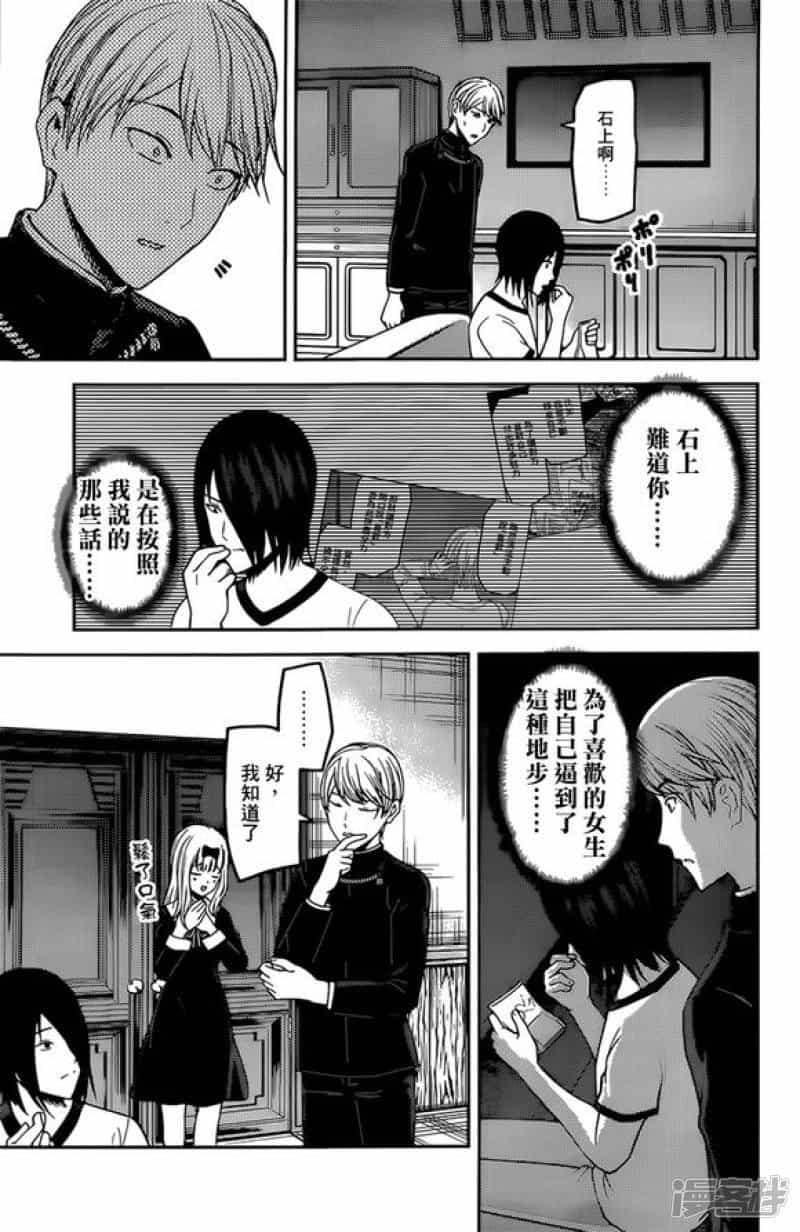 石上啊……
ポリ
ポリ
石上
難道你……
是在按照
我説的
那些話……
為了喜歡的女生
把自己逼到了
這種地步……
……
好，
我知道了
鬆了口氣
漫客栈